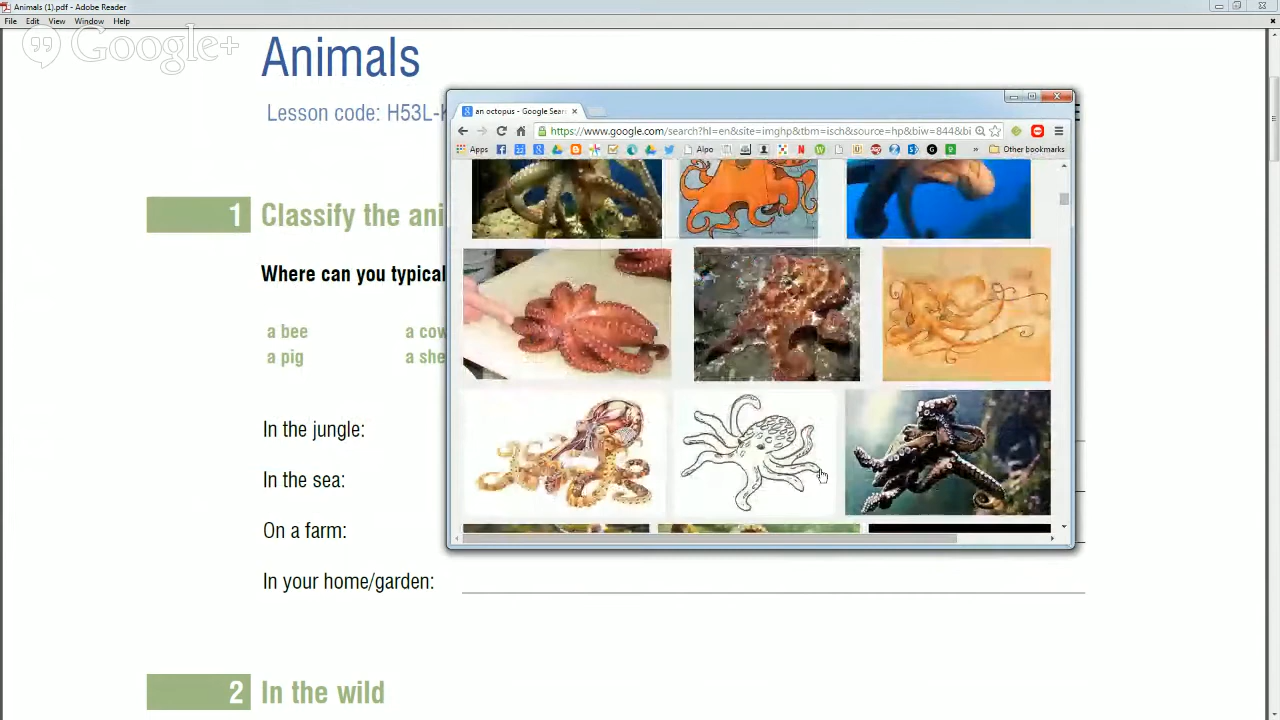 Animals (1).pdf - Adobe Reader
File Edit View Window Help
Google+
Animals
Lesson code: H53L-K
an octopus - Google Sear
https://www.google.com/search?hl=en&site=imghp&tbm=isch&source=hp&biw=844&bi
Apps Alpo Other bookmarks
1 Classify the ani
Where can you typical
a bee a cow
a pig a she
In the jungle:
In the sea:
On a farm:
In your home/garden:
2 In the wild